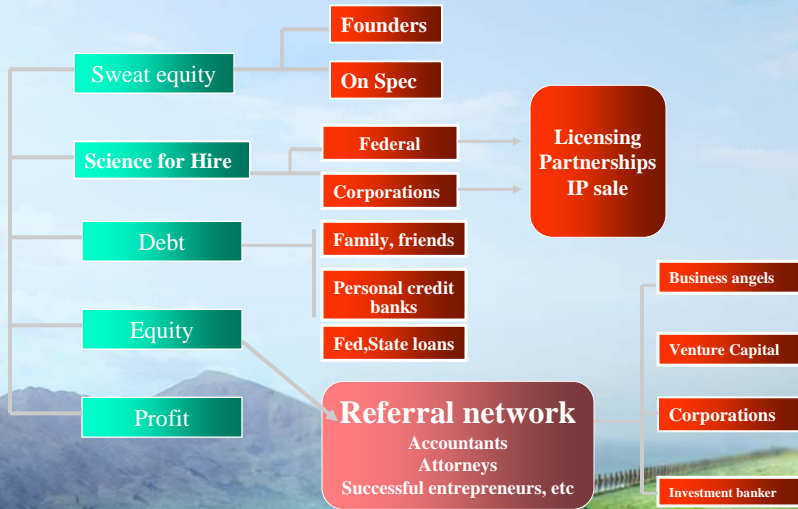 Founders
Sweat equity
On Spec
Science for Hire
Federal
Corporations
Licensing
Partnerships
IP sale
Debt
Family, friends
Personal credit
banks
Fed,State loans
Equity
Profit
Referral network
Accountants
Attorneys
Successful entrepreneurs, etc
Business angels
Venture Capital
Corporations
Investment banker